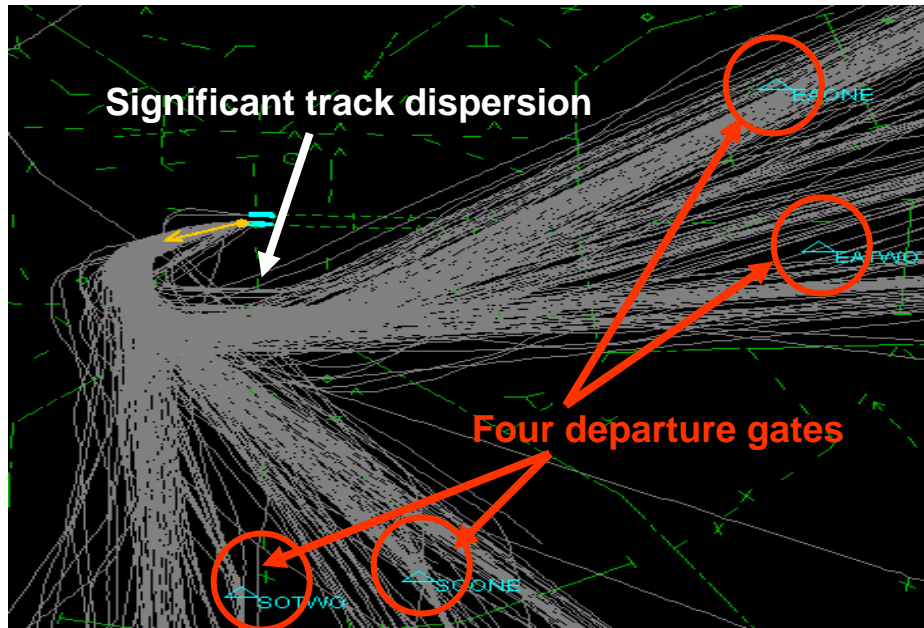 EAONE
Significant track dispersion
EATWO
Four departure gates
SOONE
SOTWO